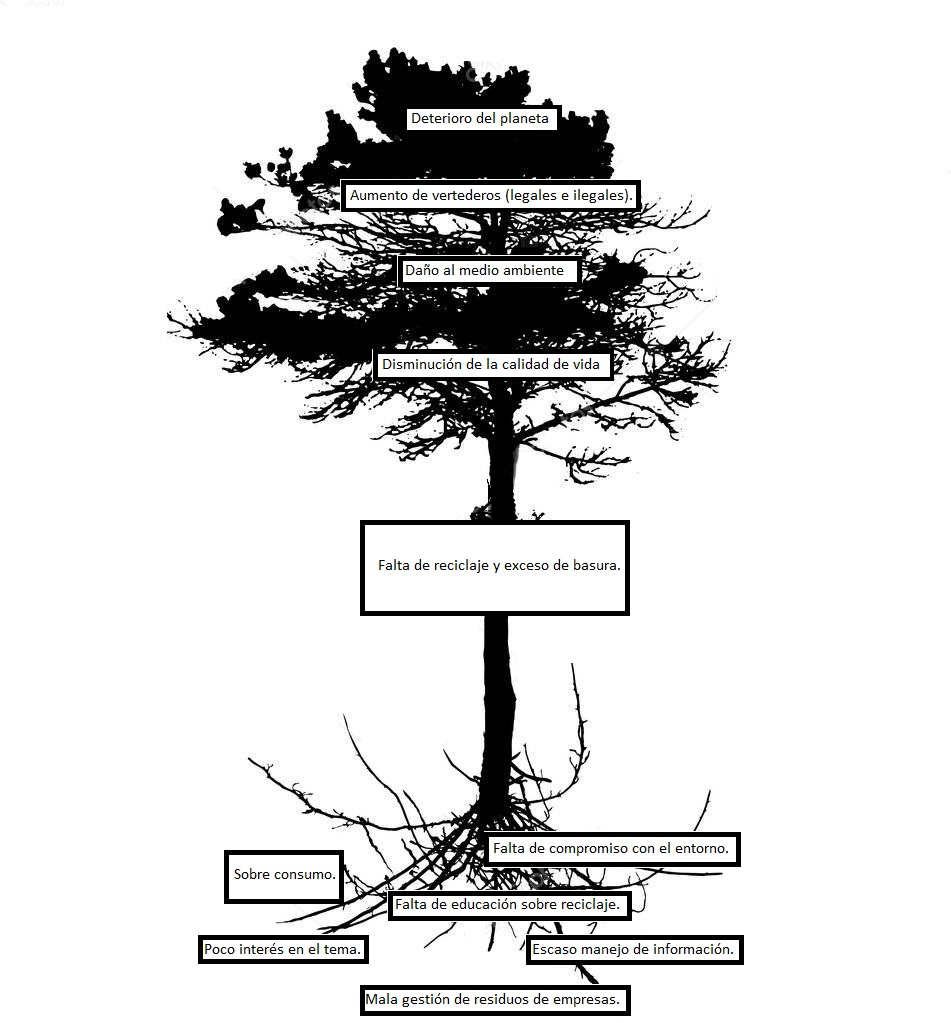 Deterioro del planeta
Aumento de vertederos (legales e ilegales).
Daño al medio ambiente
Disminución de la calidad de vida
Falta de reciclaje y exceso de basura.
Falta de compromiso con el entorno.
Sobre consumo.
Falta de educación sobre reciclaje.
Poco interés en el tema.
Escaso manejo de información.
Mala gestión de residuos de empresas.